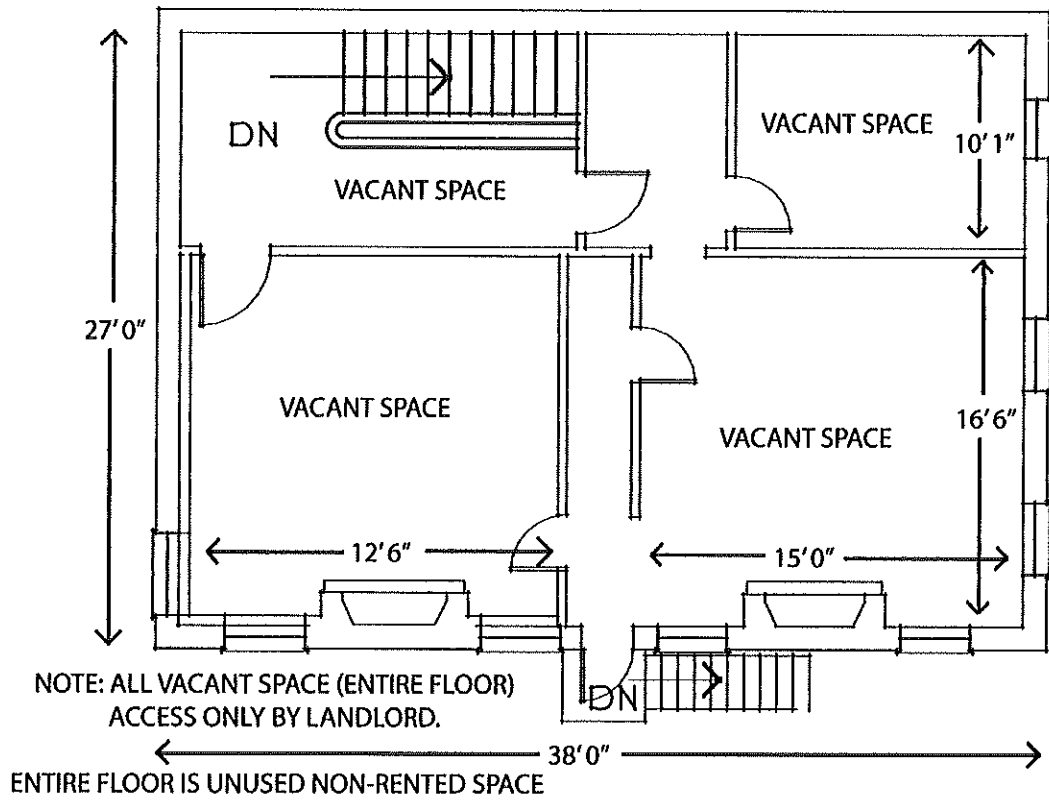 VACANT SPACE
10'1"
DN
VACANT SPACE
27'0"
VACANT SPACE
16'6"
VACANT SPACE
12'6"
15'0"
NOTE: ALL VACANT SPACE (ENTIRE FLOOR)
ACCESS ONLY BY LANDLORD.
DN
38'0"
ENTIRE FLOOR IS UNUSED NON-RENTED SPACE